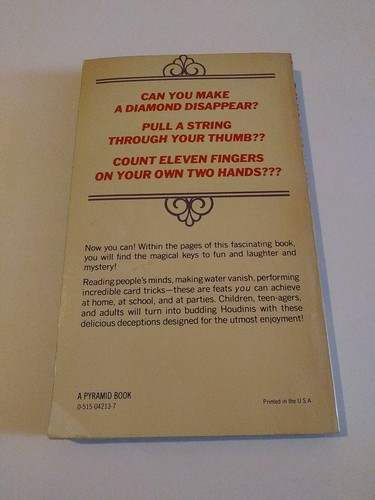 CAN YOU MAKE
A DIAMOND DISAPPEAR?
PULL A STRING
THROUGH YOUR THUMB??
COUNT ELEVEN FINGERS
ON YOUR OWN TWO HANDS???
Now you can! Within the pages of this fascinating book,
you will find the magical keys to fun and laughter and
mystery!
Reading people's minds, making water vanish, performing
incredible card tricks—these are feats you can achieve
at home, at school, and at parties. Children, teen-agers,
and adults will turn into budding Houdinis with these
delicious deceptions designed for the utmost enjoyment!
A PYRAMID BOOK
0-515-04213-7
Printed in the U.S.A